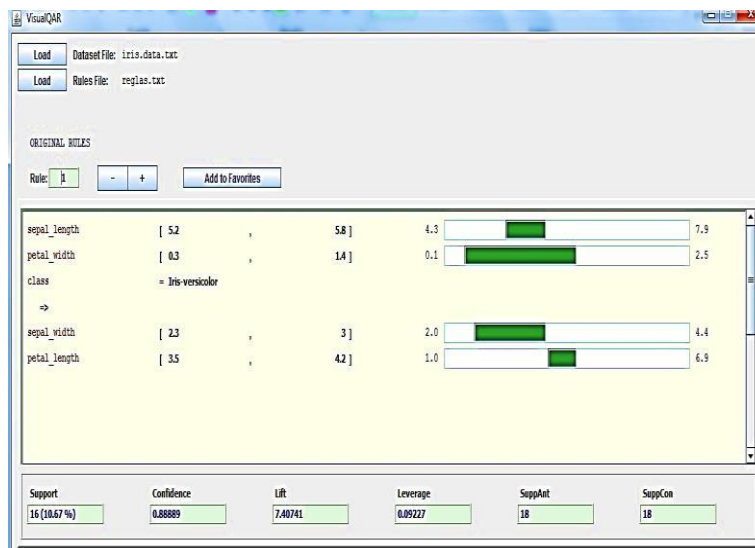 VisualQAR
Load Dataset File: iris.data.txt
Load Rules File: reglas.txt
ORIGINAL RULES
Rule: 1 - + Add to Favorites
sepal_length [ 5.2 , 5.8 ] 4.3 7.9
petal_width [ 0.3 , 1.4 ] 0.1 2.5
class = Iris-versicolor
=>
sepal_width [ 2.3 , 3 ] 2.0 4.4
petal_length [ 3.5 , 4.2 ] 1.0 6.9
Support Confidence Lift Leverage SuppAnt SuppCon
16 (10.67 %) 0.88889 7.40741 0.09227 18 18